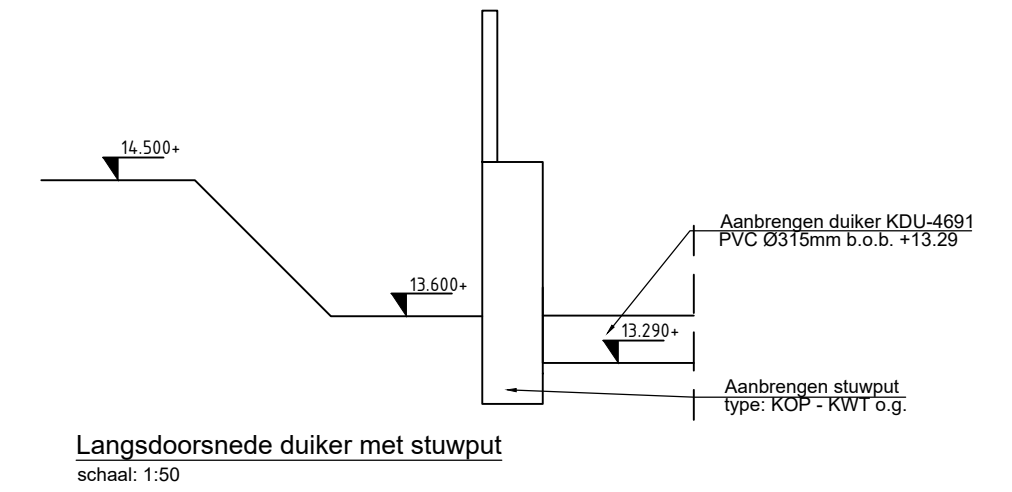 14.500+
Aanbrengen duiker KDU-4691
PVC Ø315mm b.o.b. +13.29
13.600+
13.290+
Aanbrengen stuwput
type: KOP - KWT o.g.
Langsdoorsnede duiker met stuwput
schaal: 1:50